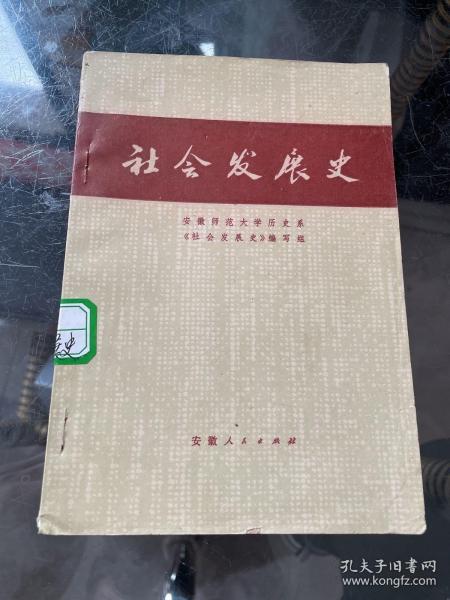 社会发展史
安徽师范大学历史系
《社会发展史》编写组
史
安徽人民出版社
孔夫子旧书网
www.kongfz.com